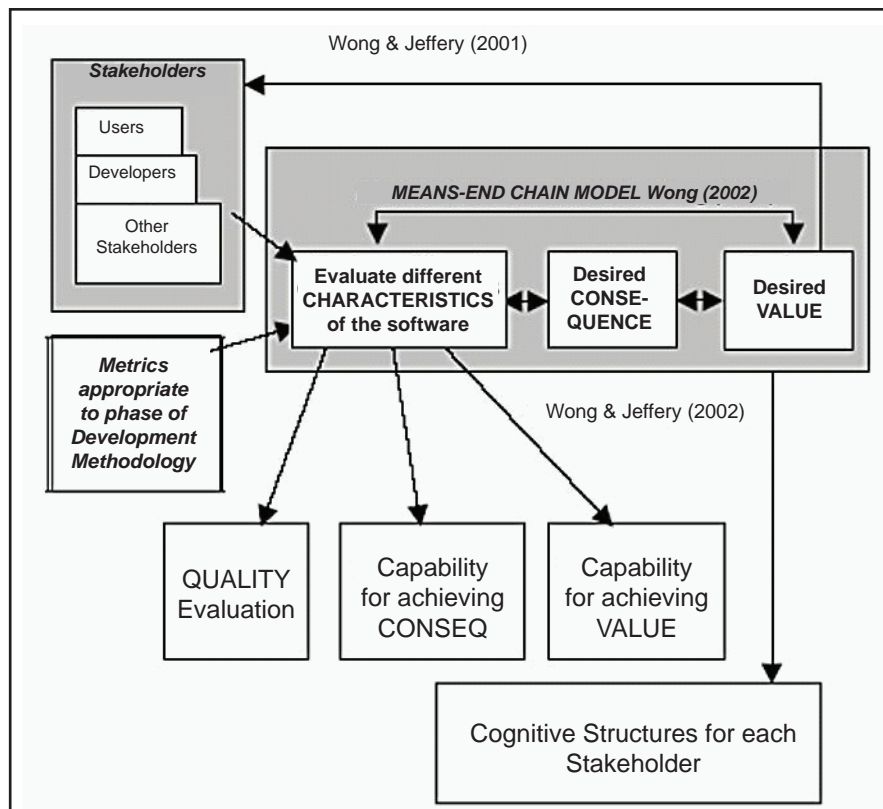 Wong & Jeffery (2001)
Stakeholders
Users
Developers
Other
Stakeholders
MEANS-END CHAIN MODEL Wong (2002)
Evaluate different
CHARACTERISTICS
of the software
Desired
CONSE-
QUENCE
Desired
VALUE
Metrics
appropriate
to phase of
Development
Methodology
Wong & Jeffery (2002)
QUALITY
Evaluation
Capability
for achieving
CONSEQ
Capability
for achieving
VALUE
Cognitive Structures for each
Stakeholder